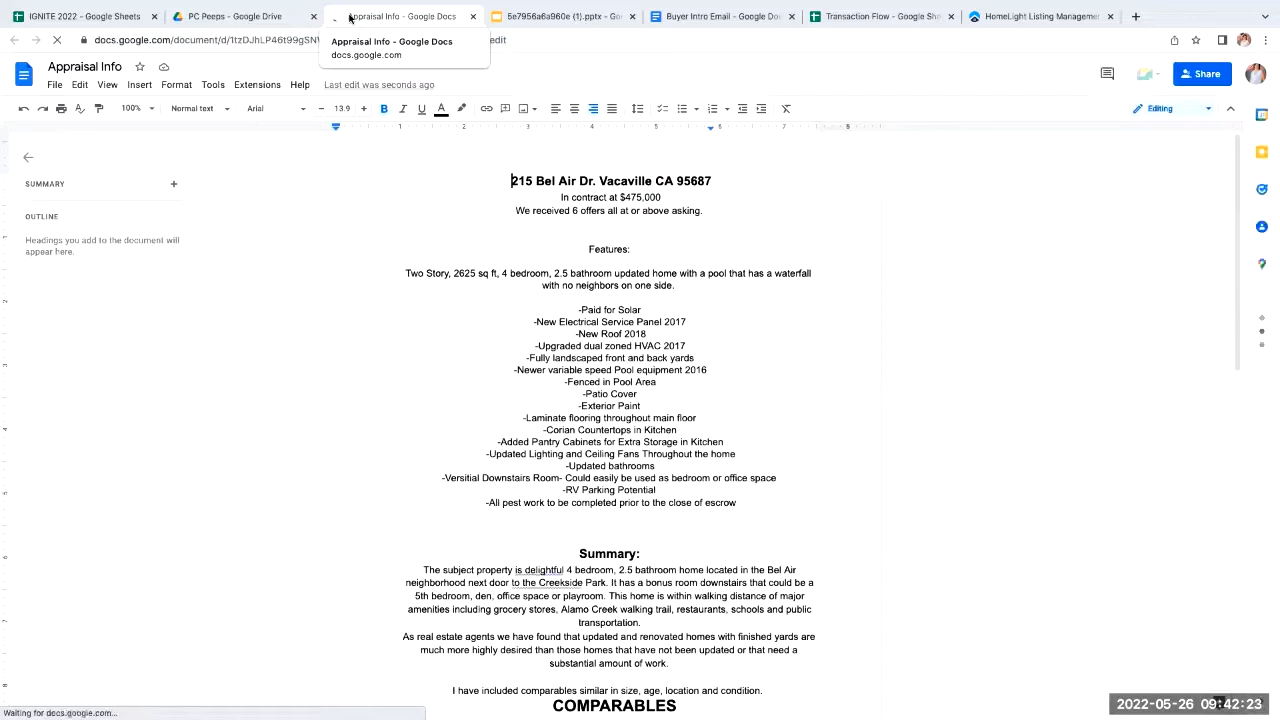 IGNITE 2022 - Google Sheets
PC Peeps - Google Drive
Appraisal Info - Google Docs
5e7956a6a960e (1).pptx - Go
Buyer Intro Email - Google Do
Transaction Flow - Google She
HomeLight Listing Managemen
docs.google.com/document/d/1tzDJhLP46t99gSN
edit
Appraisal Info - Google Docs
docs.google.com
Appraisal Info
File Edit View Insert Format Tools Extensions Help Last edit was seconds ago
Share
100% Normal text Arial 13.9 B I U A Editing
1 2 3 4 5 6 7 8
SUMMARY
OUTLINE
Headings you add to the document will
appear here.
215 Bel Air Dr. Vacaville CA 95687
In contract at $475,000
We received 6 offers all at or above asking.
Features:
Two Story, 2625 sq ft, 4 bedroom, 2.5 bathroom updated home with a pool that has a waterfall
with no neighbors on one side.
-Paid for Solar
-New Electrical Service Panel 2017
-New Roof 2018
-Upgraded dual zoned HVAC 2017
-Fully landscaped front and back yards
-Newer variable speed Pool equipment 2016
-Fenced in Pool Area
-Patio Cover
-Exterior Paint
-Laminate flooring throughout main floor
-Corian Countertops in Kitchen
-Added Pantry Cabinets for Extra Storage in Kitchen
-Updated Lighting and Ceiling Fans Throughout the home
-Updated bathrooms
-Versitial Downstairs Room- Could easily be used as bedroom or office space
-RV Parking Potential
-All pest work to be completed prior to the close of escrow
Summary:
The subject property is delightful 4 bedroom, 2.5 bathroom home located in the Bel Air
neighborhood next door to the Creekside Park. It has a bonus room downstairs that could be a
5th bedroom, den, office space or playroom. This home is within walking distance of major
amenities including grocery stores, Alamo Creek walking trail, restaurants, schools and public
transportation.
As real estate agents we have found that updated and renovated homes with finished yards are
much more highly desired than those homes that have not been updated or that need a
substantial amount of work.
I have included comparables similar in size, age, location and condition.
COMPARABLES
Waiting for docs.google.com...
2022-05-26 09:42:23